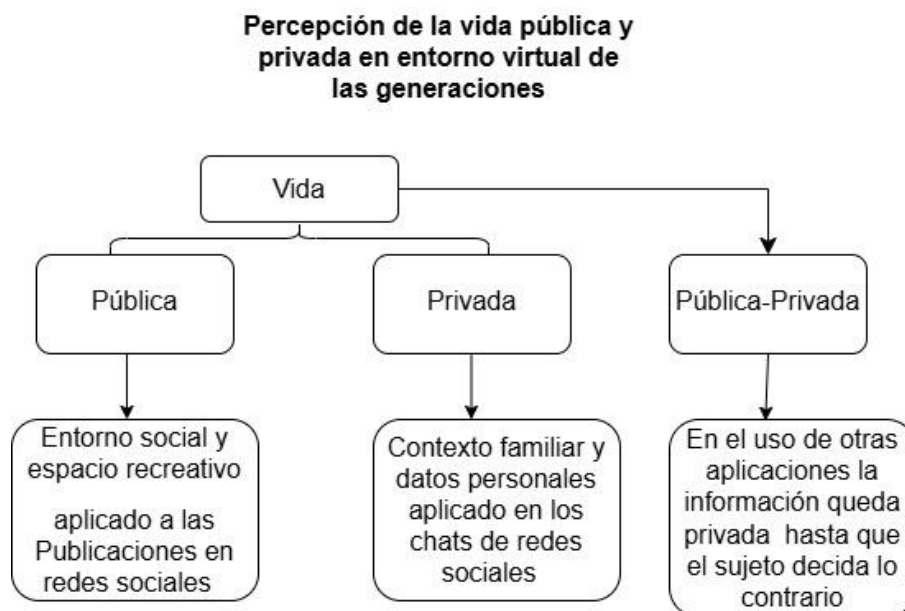 Percepción de la vida pública y
privada en entorno virtual de
las generaciones
Vida
Pública
Privada
Pública-Privada
Entorno social y
espacio recreativo
aplicado a las
Publicaciones en
redes sociales
Contexto familiar y
datos personales
aplicado en los
chats de redes
sociales
En el uso de otras
aplicaciones la
información queda
privada hasta que
el sujeto decida lo
contrario